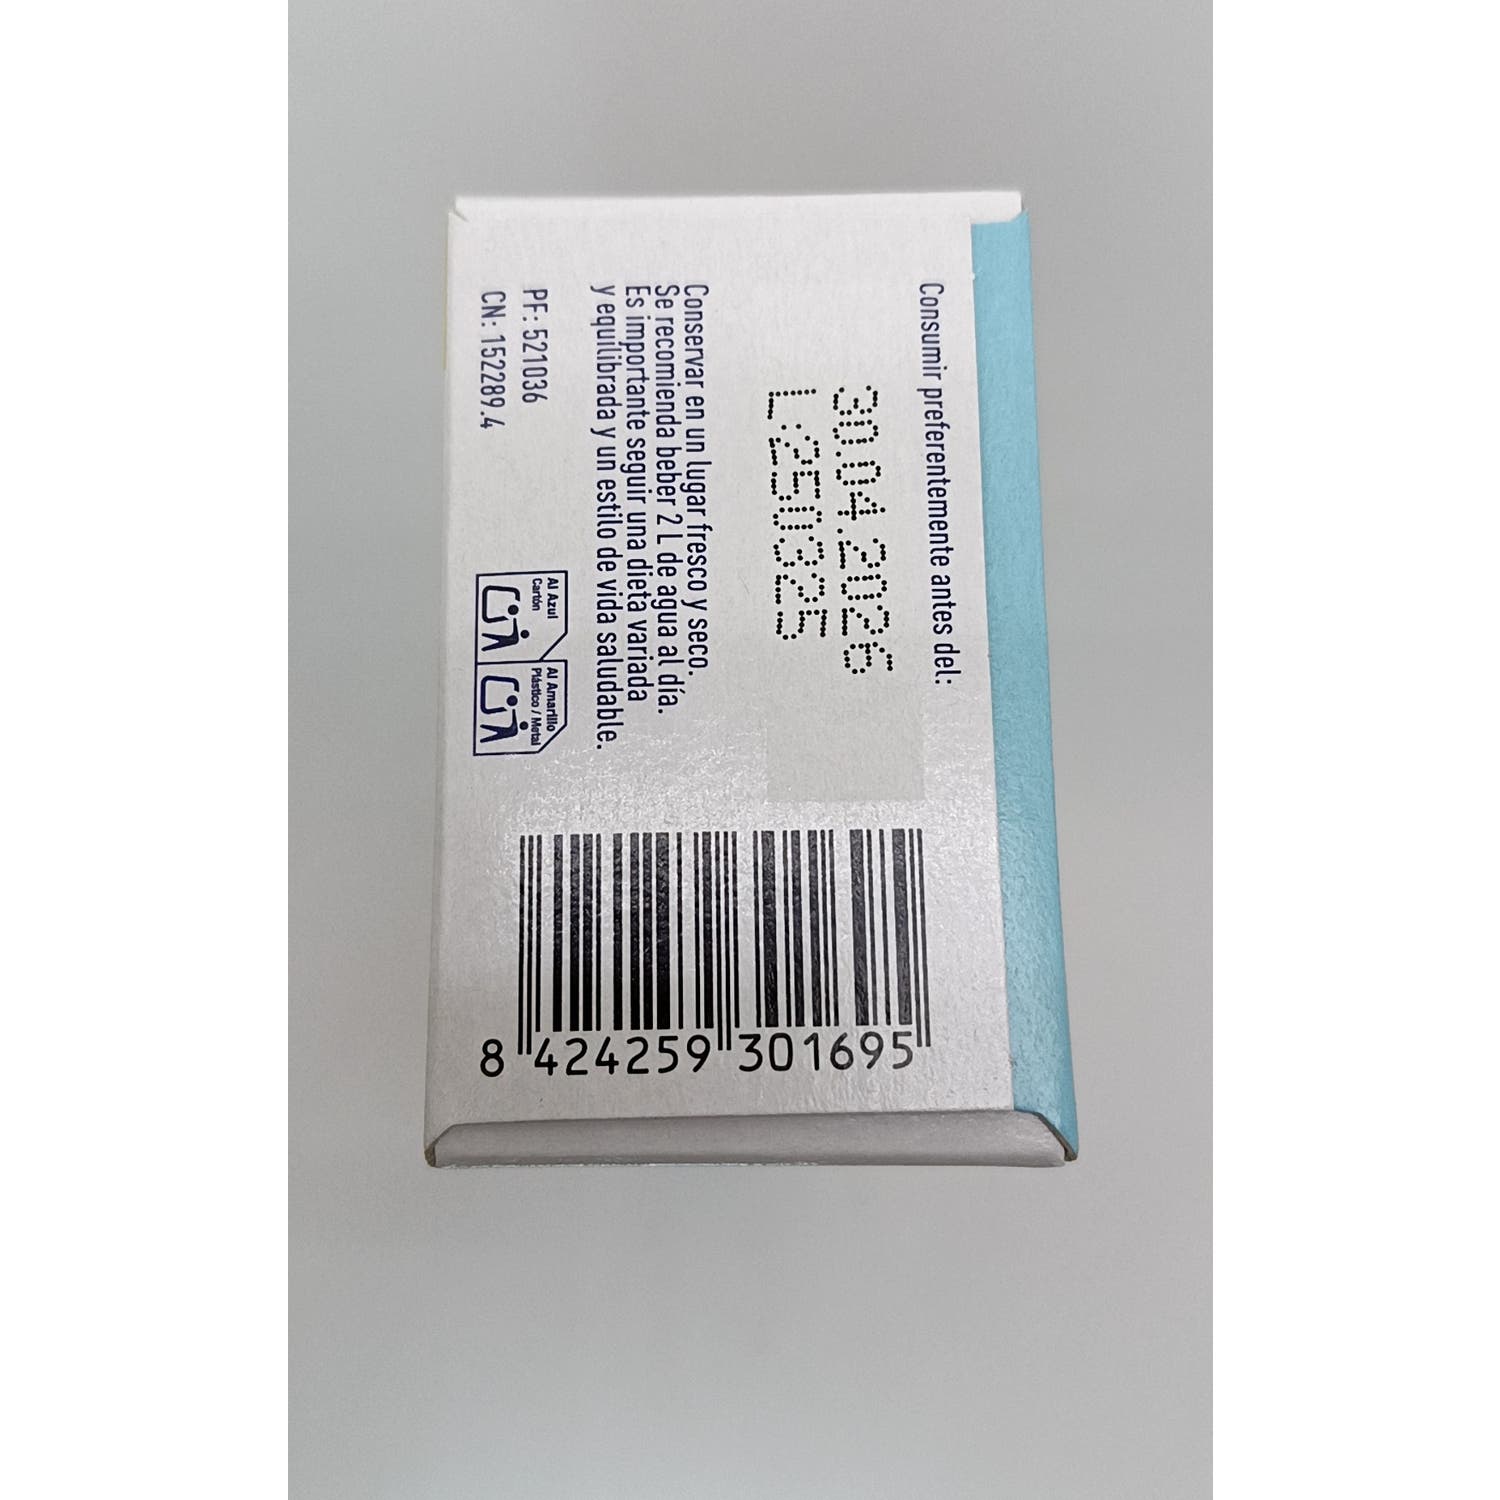 Consumir preferentemente antes del:
30.04.2026
L:250325
Conservar en un lugar fresco y seco.
Se recomienda beber 2 L de agua al día.
Es importante seguir una dieta variada
y equilibrada y un estilo de vida saludable.
PF: 521036
CN: 152289.4
Al Azul
Cartón
Al Amarillo
Plástico / Metal
8 424259 301695